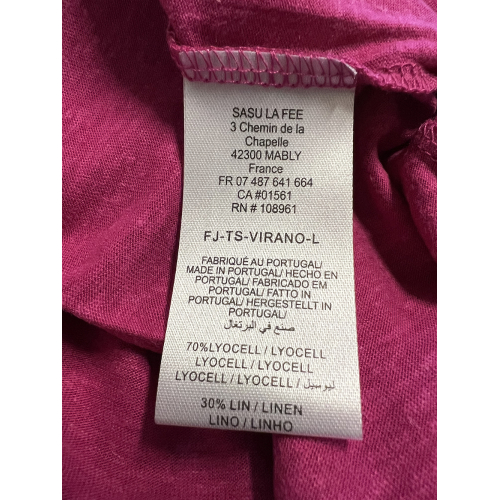 SASU LA FEE
3 Chemin de la
Chapelle
42300 MABLY
France
FR 07 487 641 664
CA #01561
RN # 108961
FJ-TS-VIRANO-L
FABRIQUÉ AU PORTUGAL/
MADE IN PORTUGAL/ HECHO EN
PORTUGAL/ FABRICADO EM
PORTUGAL/ FATTO IN
PORTUGAL/ HERGESTELLT IN
PORTUGAL/
صنع في البرتغال
70%LYOCELL / LYOCELL
LYOCELL / LYOCELL
LYOCELL / LYOCELL / ليوسيل
30% LIN / LINEN
LINO / LINHO